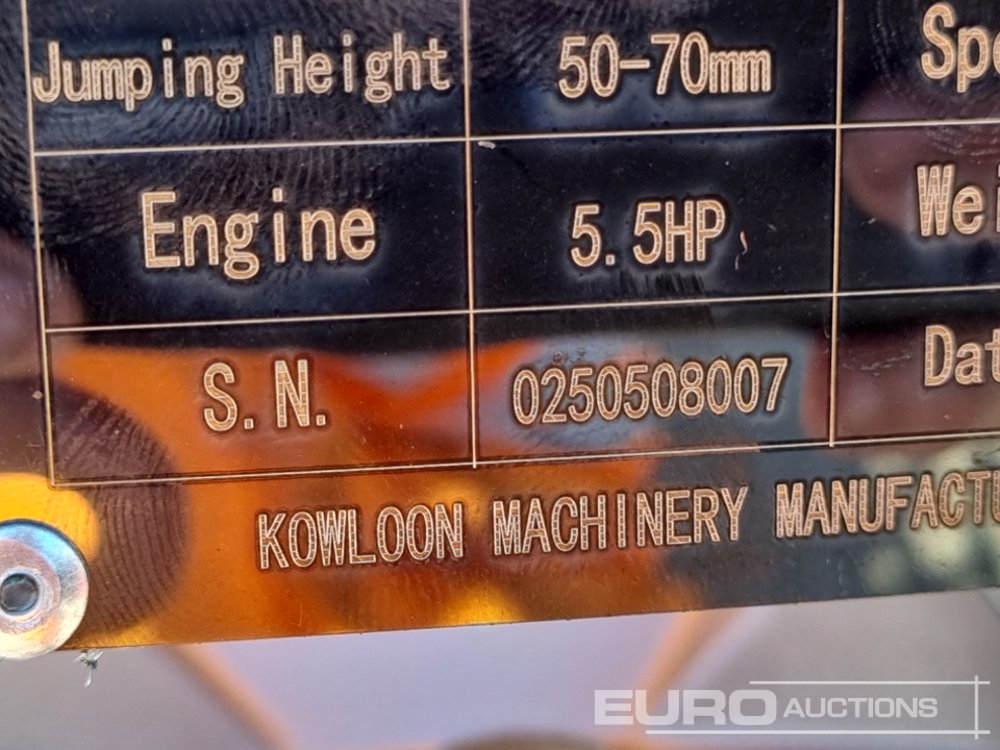 Jumping Height 50-70mm
Engine 5.5HP
S.N. 0250508007
KOWLOON MACHINERY
EURO AUCTIONS